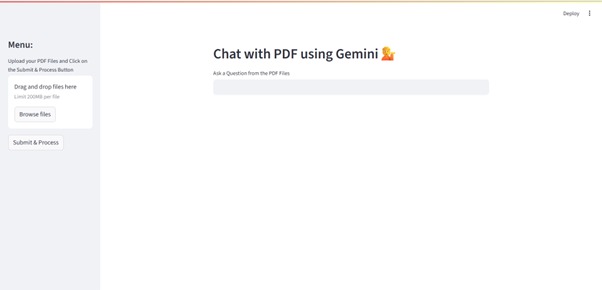 Deploy
Menu:
Upload your PDF Files and Click on
the Submit & Process Button
Drag and drop files here
Limit 200MB per file
Browse files
Submit & Process
Chat with PDF using Gemini 💁
Ask a Question from the PDF Files